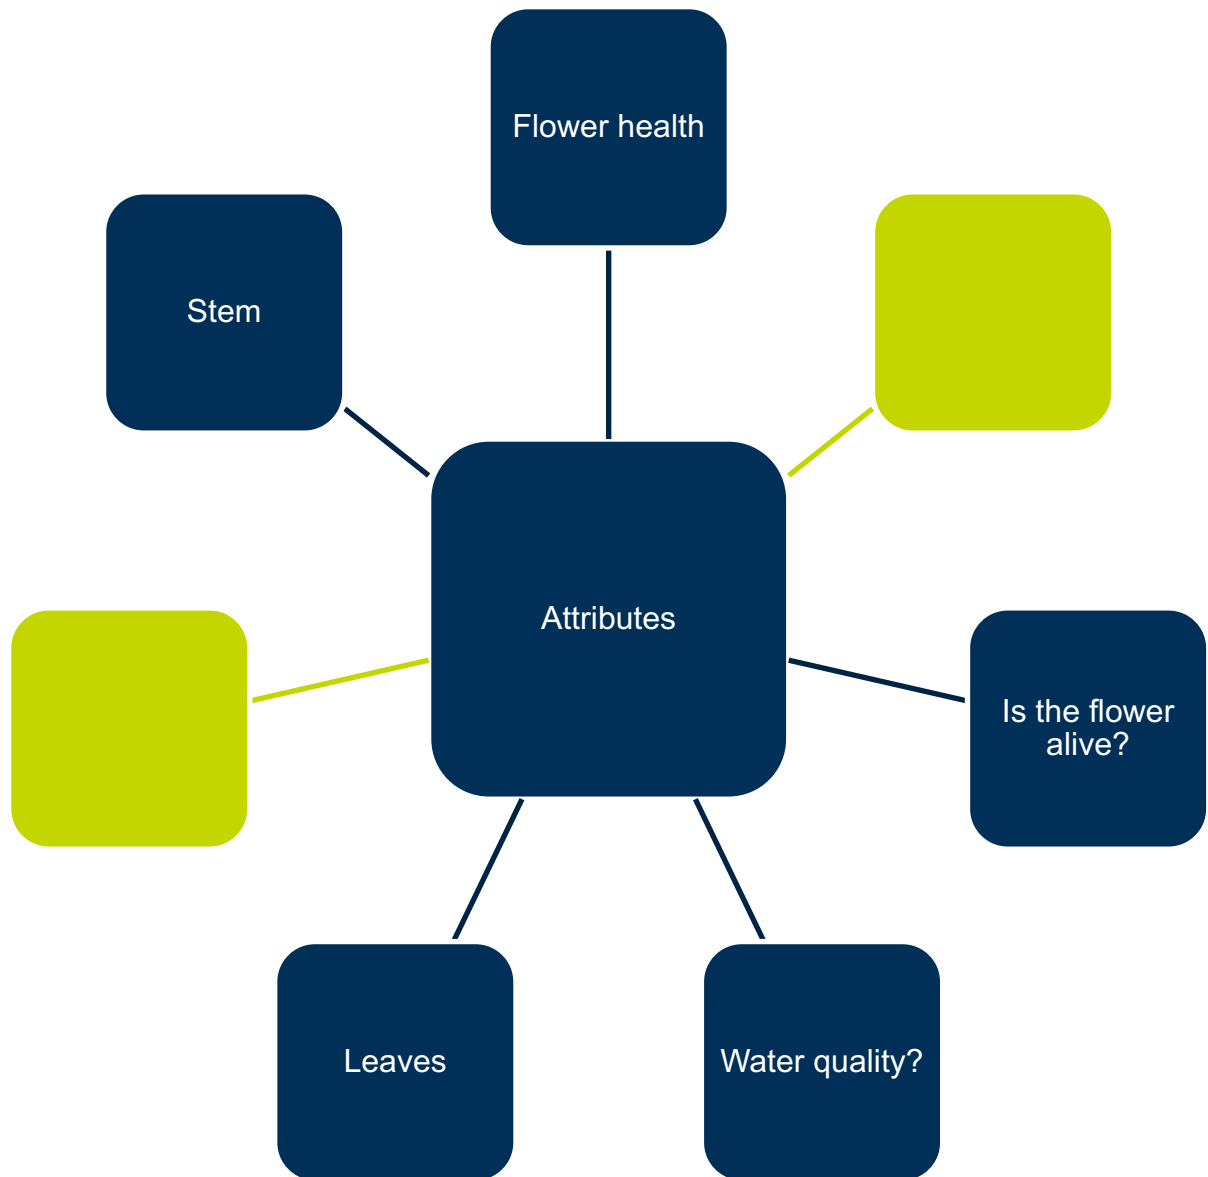 Flower health
Stem
Attributes
Is the flower
alive?
Leaves
Water quality?